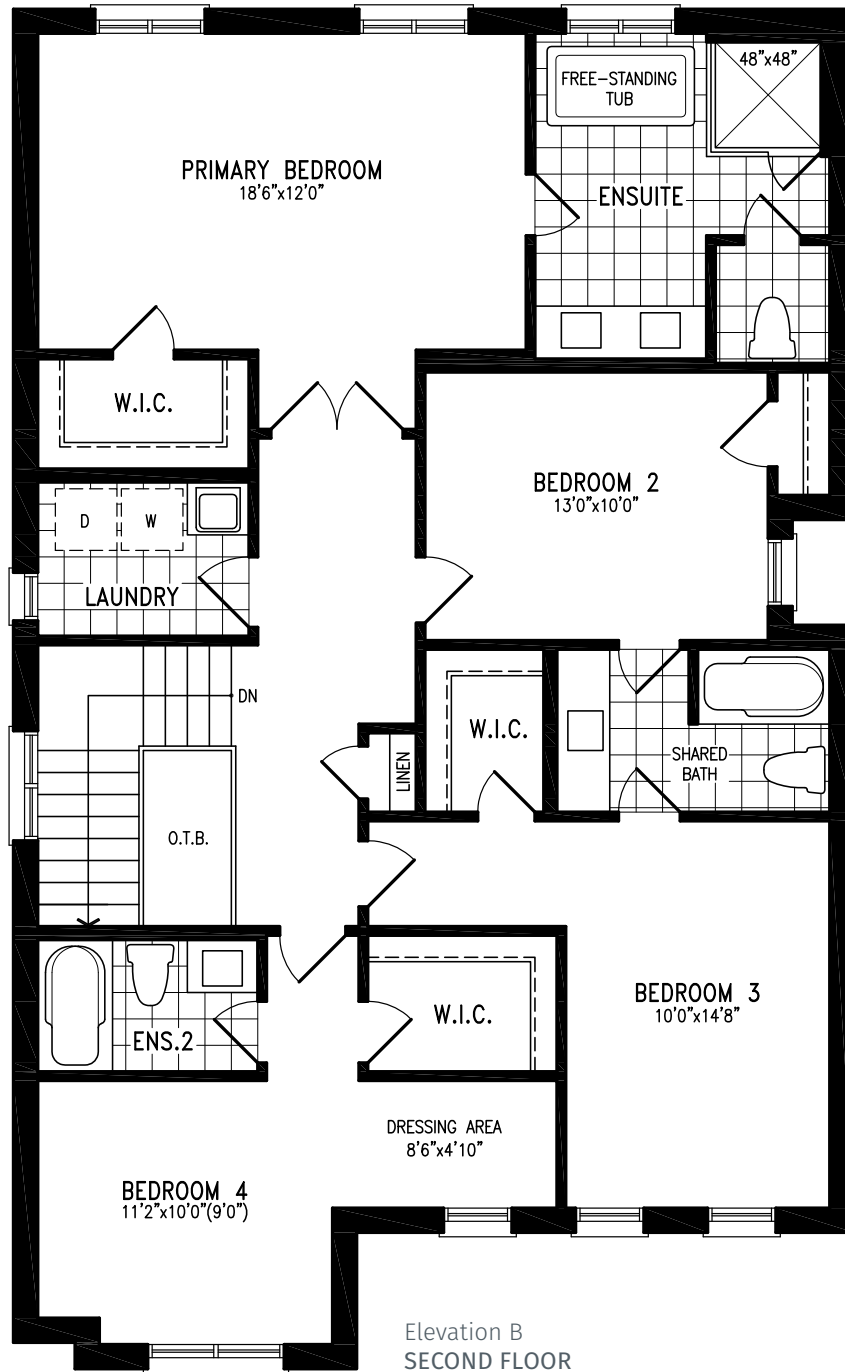 48"x48"
FREE-STANDING
TUB
PRIMARY BEDROOM
18'6"x12'0"
ENSUITE
W.I.C.
BEDROOM 2
13'0"x10'0"
D
W
LAUNDRY
DN
W.I.C.
SHARED
BATH
LINEN
O.T.B.
BEDROOM 3
10'0"x14'8"
W.I.C.
ENS.2
DRESSING AREA
8'6"x4'10"
BEDROOM 4
11'2"x10'0"(9'0")
Elevation B
SECOND FLOOR